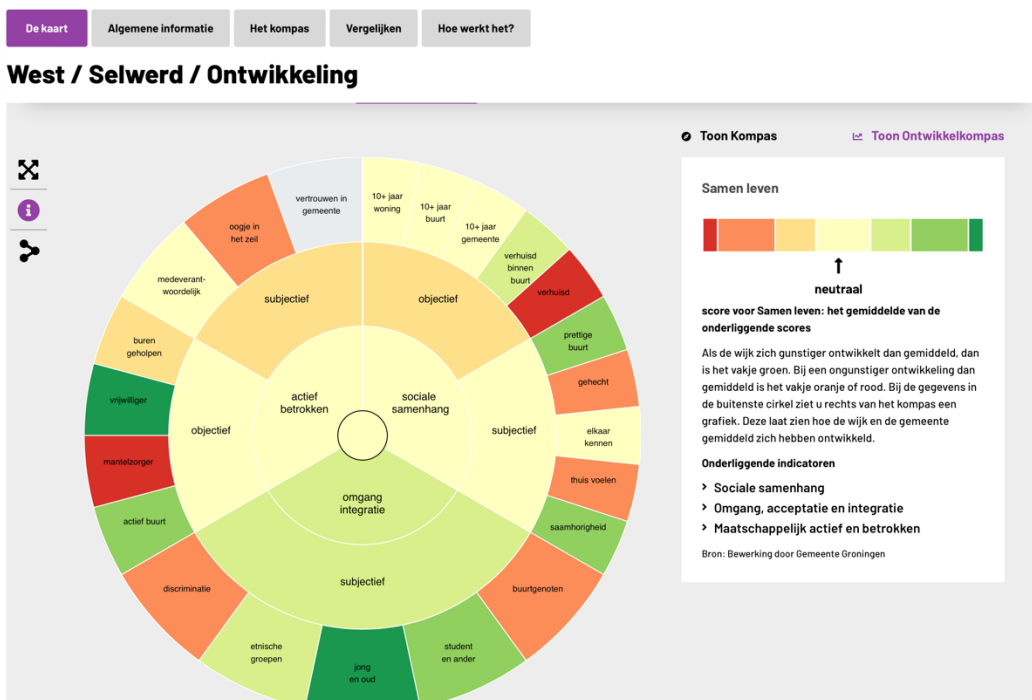 De kaart
Algemene informatie
Het kompas
Vergelijken
Hoe werkt het?
West / Selwerd / Ontwikkeling
Toon Kompas
Toon Ontwikkelkompas
vertrouwen in
gemeente
10+ jaar
woning
10+ jaar
buurt
10+ jaar
gemeente
verhuisd
binnen
buurt
verhuisd
prettige
buurt
gehecht
elkaar
kennen
thuis voelen
saamhorigheid
buurtgenoten
student
en ander
jong
en oud
etnische
groepen
discriminatie
actief buurt
mantelzorger
vrijwilliger
buren
geholpen
medeverant-
woordelijk
oogje in
het zeil
subjectief
objectief
subjectief
subjectief
objectief
actief
betrokken
sociale
samenhang
omgang
integratie
Samen leven
neutraal
score voor Samen leven: het gemiddelde van de
onderliggende scores
Als de wijk zich gunstiger ontwikkelt dan gemiddeld, dan
is het vakje groen. Bij een ongunstiger ontwikkeling dan
gemiddeld is het vakje oranje of rood. Bij de gegevens in
de buitenste cirkel ziet u rechts van het kompas een
grafiek. Deze laat zien hoe de wijk en de gemeente
gemiddeld zich hebben ontwikkeld.
Onderliggende indicatoren
Sociale samenhang
Omgang, acceptatie en integratie
Maatschappelijk actief en betrokken
Bron: Bewerking door Gemeente Groningen